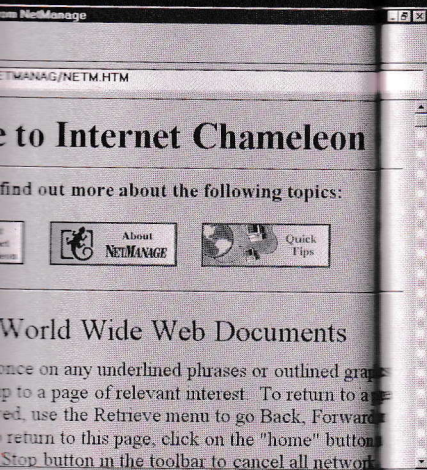 om NetManage
ETMANAG/NETM.HTM
e to Internet Chameleon
find out more about the following topics:
About
NETMANAGE
Quick
Tips
World Wide Web Documents
once on any underlined phrases or outlined
p to a page of relevant interest. To return to a
ed, use the Retrieve menu to go Back, Forward
return to this page, click on the "home" button
Stop button in the toolbar to cancel all network